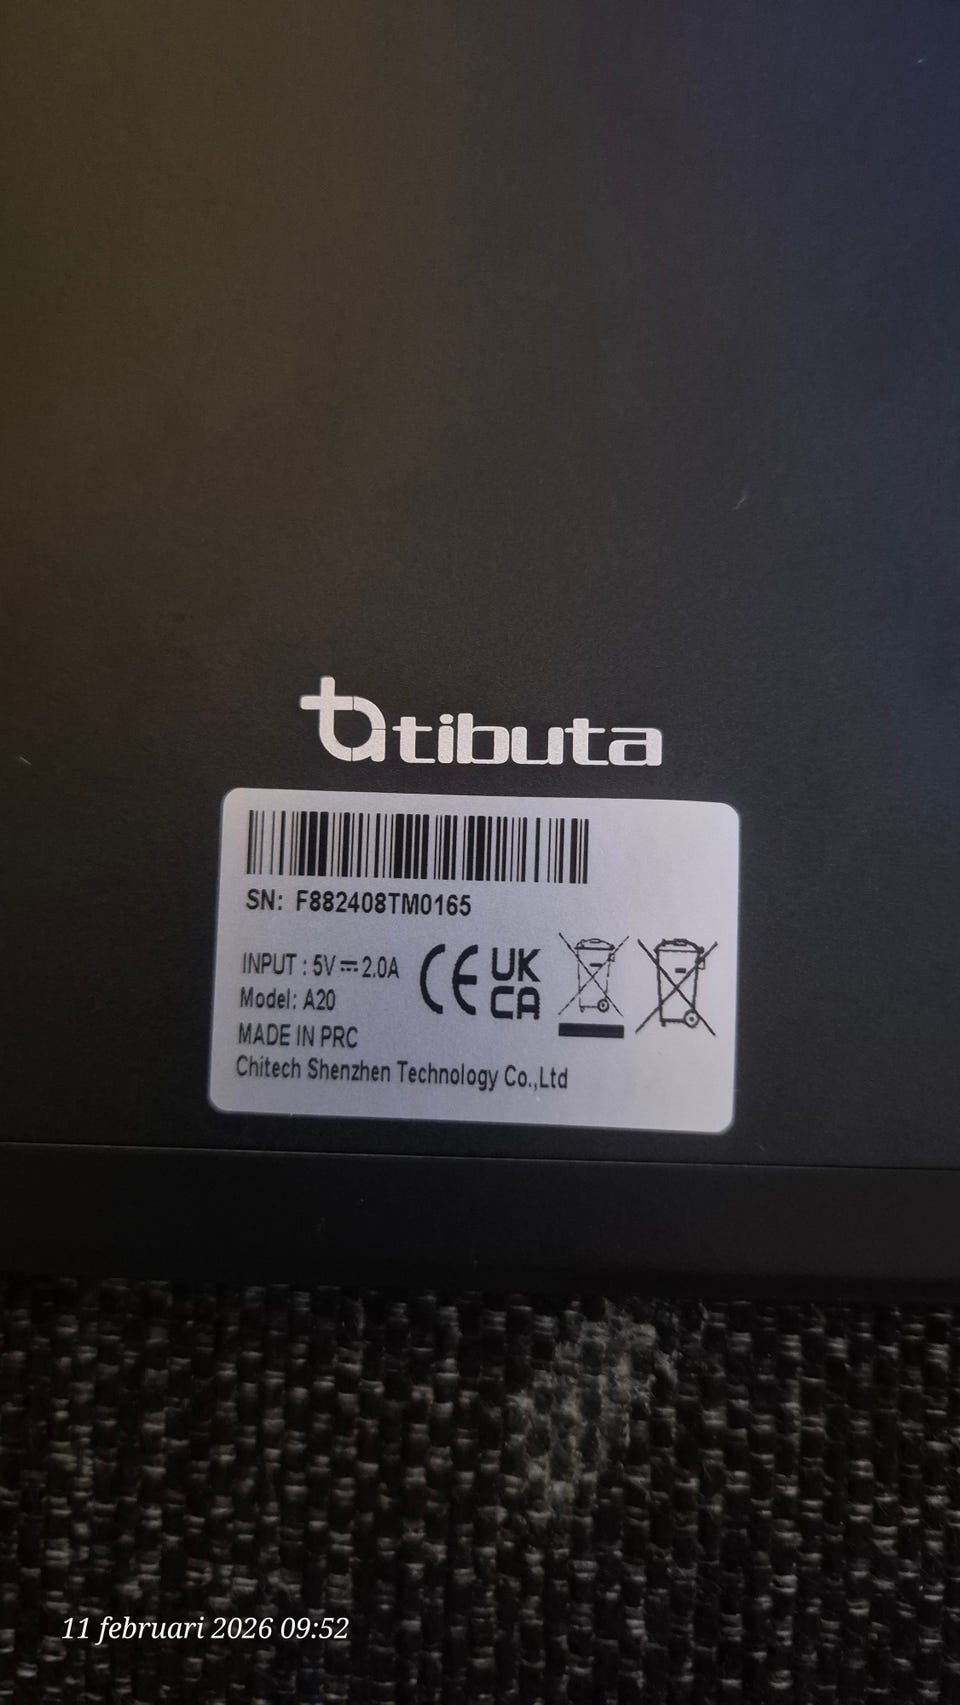 tibuta
SN: F882408TM0165
INPUT : 5V⎓2.0A
Model: A20
MADE IN PRC
Chitech Shenzhen Technology Co.,Ltd
CE
UK
CA
11 februari 2026 09:52